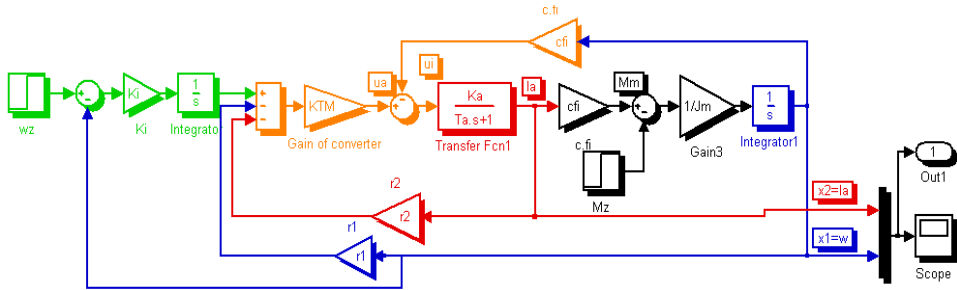 c.fi
cfi
ui
ua
Ia
Mm
wz
Ki
Ki
1
s
Integrator
+
-
-
KTM
Gain of converter
Ka
Ta.s+1
Transfer Fcn1
cfi
c.fi
Mz
1/Jm
Gain3
1
s
Integrator1
r2
r2
r1
r1
x2=Ia
x1=w
1
Out1
Scope